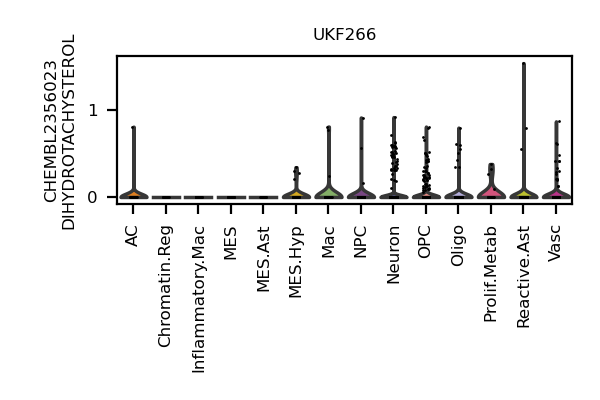 UKF266
CHEMBL2356023
DIHYDROTACHYSTEROL
1
0
AC
Chromatin.Reg
Inflammatory.Mac
MES
MES.Ast
MES.Hyp
Mac
NPC
Neuron
OPC
Oligo
Prolif.Metab
Reactive.Ast
Vasc